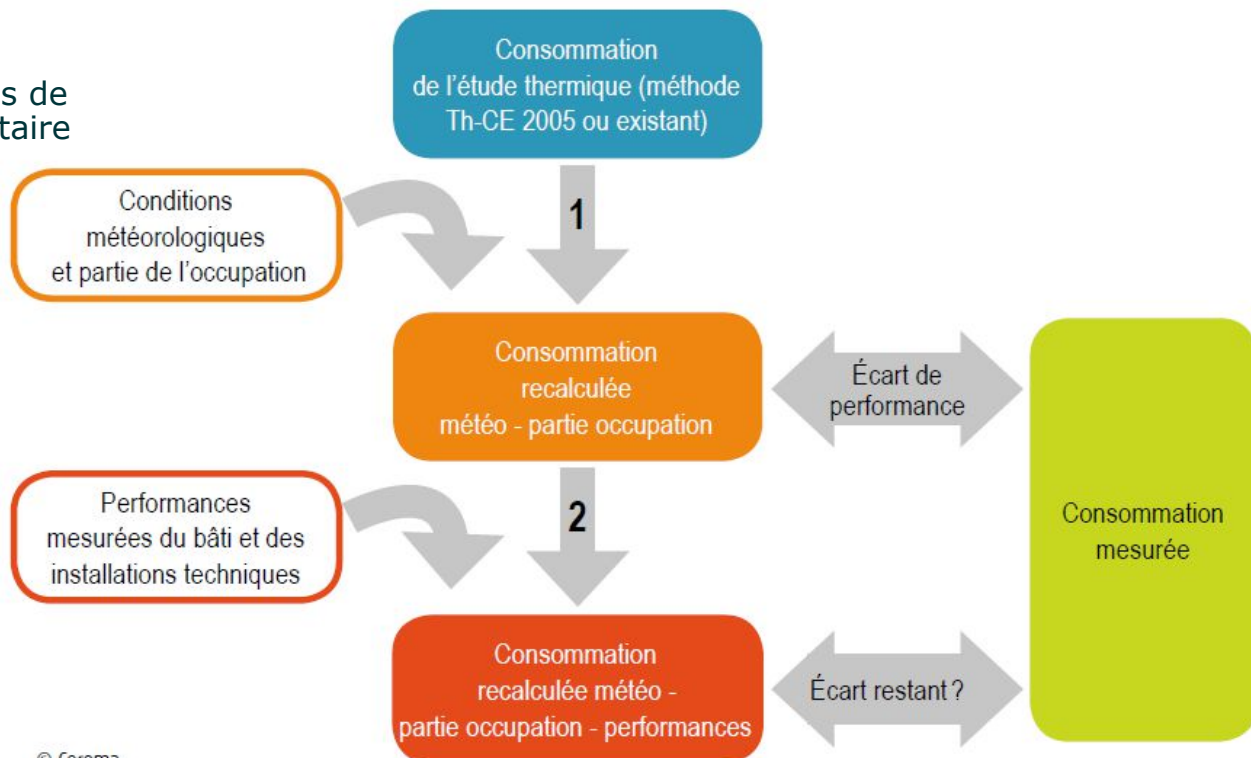 s de
taire
Consommation
de l'étude thermique (méthode
Th-CE 2005 ou existant)
Conditions
météorologiques
et partie de l'occupation
1
Consommation
recalculée
météo - partie occupation
Écart de
performance
Performances
mesurées du bâti et des
installations techniques
2
Consommation
mesurée
Consommation
recalculée météo -
partie occupation - performances
Écart restant ?
© Cerema